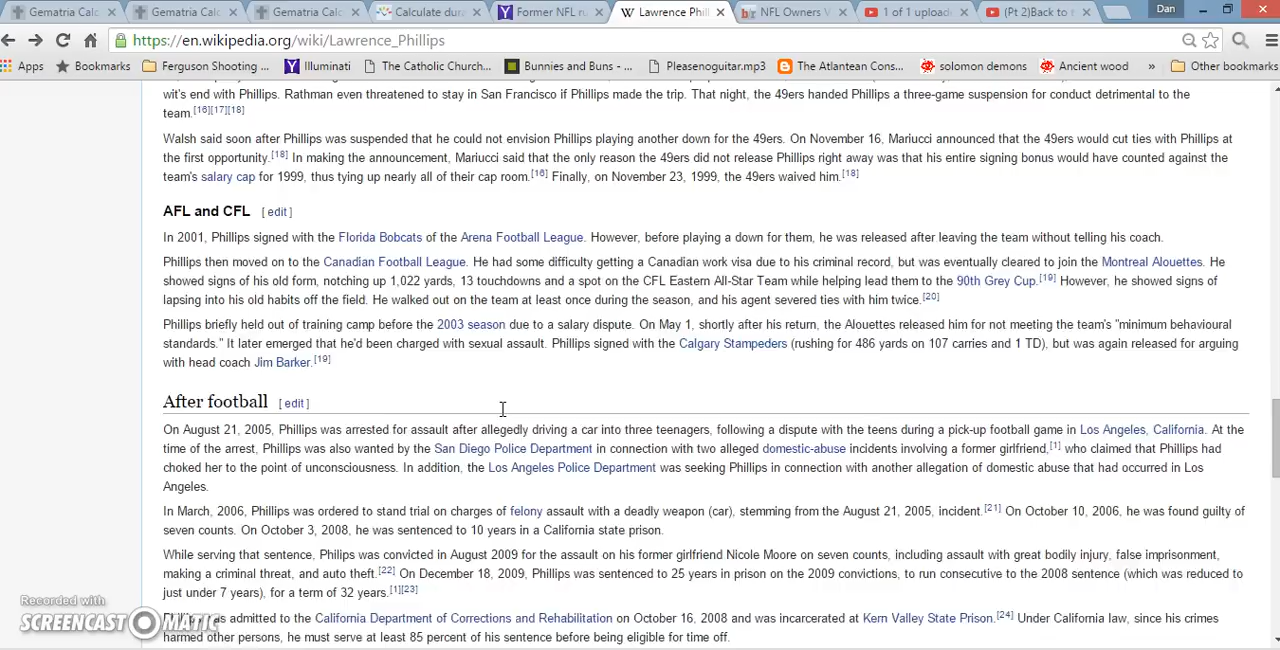 Gematria Calc
Gematria Calc
Gematria Calc
Calculate dura
Former NFL ru
Lawrence Phill
NFL Owners V
1 of 1 upload
(Pt 2)Back to
Dan
https://en.wikipedia.org/wiki/Lawrence_Phillips
Apps
Bookmarks
Ferguson Shooting ...
Illuminati
The Catholic Church...
Bunnies and Buns - ...
Pleasenoguitar.mp3
The Atlantean Cons...
solomon demons
Ancient wood
»
Other bookmarks
wit's end with Phillips. Rathman even threatened to stay in San Francisco if Phillips made the trip. That night, the 49ers handed Phillips a three-game suspension for conduct detrimental to the
team.[16][17][18]
Walsh said soon after Phillips was suspended that he could not envision Phillips playing another down for the 49ers. On November 16, Mariucci announced that the 49ers would cut ties with Phillips at
the first opportunity.[18] In making the announcement, Mariucci said that the only reason the 49ers did not release Phillips right away was that his entire signing bonus would have counted against the
team's salary cap for 1999, thus tying up nearly all of their cap room.[16] Finally, on November 23, 1999, the 49ers waived him.[18]
AFL and CFL [ edit ]
In 2001, Phillips signed with the Florida Bobcats of the Arena Football League. However, before playing a down for them, he was released after leaving the team without telling his coach.
Phillips then moved on to the Canadian Football League. He had some difficulty getting a Canadian work visa due to his criminal record, but was eventually cleared to join the Montreal Alouettes. He
showed signs of his old form, notching up 1,022 yards, 13 touchdowns and a spot on the CFL Eastern All-Star Team while helping lead them to the 90th Grey Cup.[19] However, he showed signs of
lapsing into his old habits off the field. He walked out on the team at least once during the season, and his agent severed ties with him twice.[20]
Phillips briefly held out of training camp before the 2003 season due to a salary dispute. On May 1, shortly after his return, the Alouettes released him for not meeting the team's "minimum behavioural
standards." It later emerged that he'd been charged with sexual assault. Phillips signed with the Calgary Stampeders (rushing for 486 yards on 107 carries and 1 TD), but was again released for arguing
with head coach Jim Barker.[19]
After football [ edit ]
On August 21, 2005, Phillips was arrested for assault after allegedly driving a car into three teenagers, following a dispute with the teens during a pick-up football game in Los Angeles, California. At the
time of the arrest, Phillips was also wanted by the San Diego Police Department in connection with two alleged domestic-abuse incidents involving a former girlfriend,[1] who claimed that Phillips had
choked her to the point of unconsciousness. In addition, the Los Angeles Police Department was seeking Phillips in connection with another allegation of domestic abuse that had occurred in Los
Angeles.
In March, 2006, Phillips was ordered to stand trial on charges of felony assault with a deadly weapon (car), stemming from the August 21, 2005, incident.[21] On October 10, 2006, he was found guilty of
seven counts. On October 3, 2008, he was sentenced to 10 years in a California state prison.
While serving that sentence, Philips was convicted in August 2009 for the assault on his former girlfriend Nicole Moore on seven counts, including assault with great bodily injury, false imprisonment,
making a criminal threat, and auto theft.[22] On December 18, 2009, Phillips was sentenced to 25 years in prison on the 2009 convictions, to run consecutive to the 2008 sentence (which was reduced to
just under 7 years), for a term of 32 years.[1][23]
Phillips was admitted to the California Department of Corrections and Rehabilitation on October 16, 2008 and was incarcerated at Kern Valley State Prison.[24] Under California law, since his crimes
harmed other persons, he must serve at least 85 percent of his sentence before being eligible for time off.
Recorded with
SCREENCAST MATIC